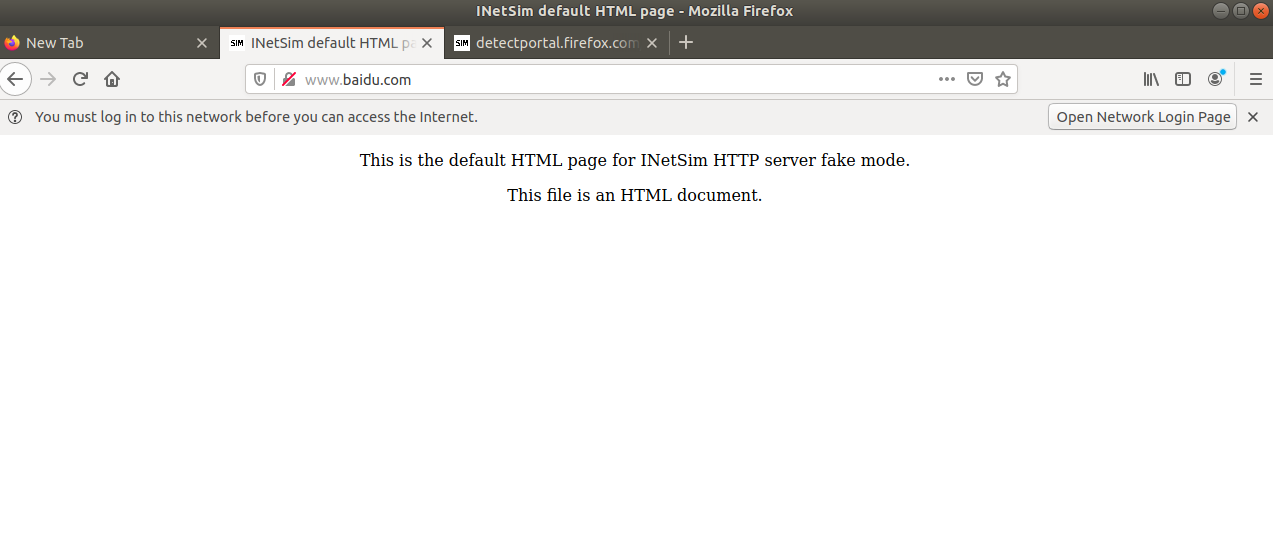 INetSim default HTML page - Mozilla Firefox
New Tab
SIM INetSim default HTML pa
SIM detectportal.firefox.com
www.baidu.com
You must log in to this network before you can access the Internet.
Open Network Login Page
This is the default HTML page for INetSim HTTP server fake mode.
This file is an HTML document.